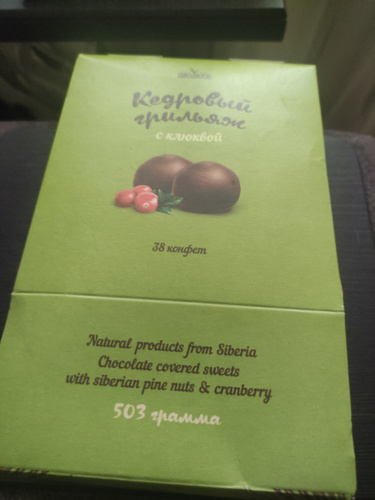 Кедровый
грильяж
с клюквой
38 конфет
Natural products from Siberia
Chocolate covered sweets
with siberian pine nuts & cranberry
503 грамма